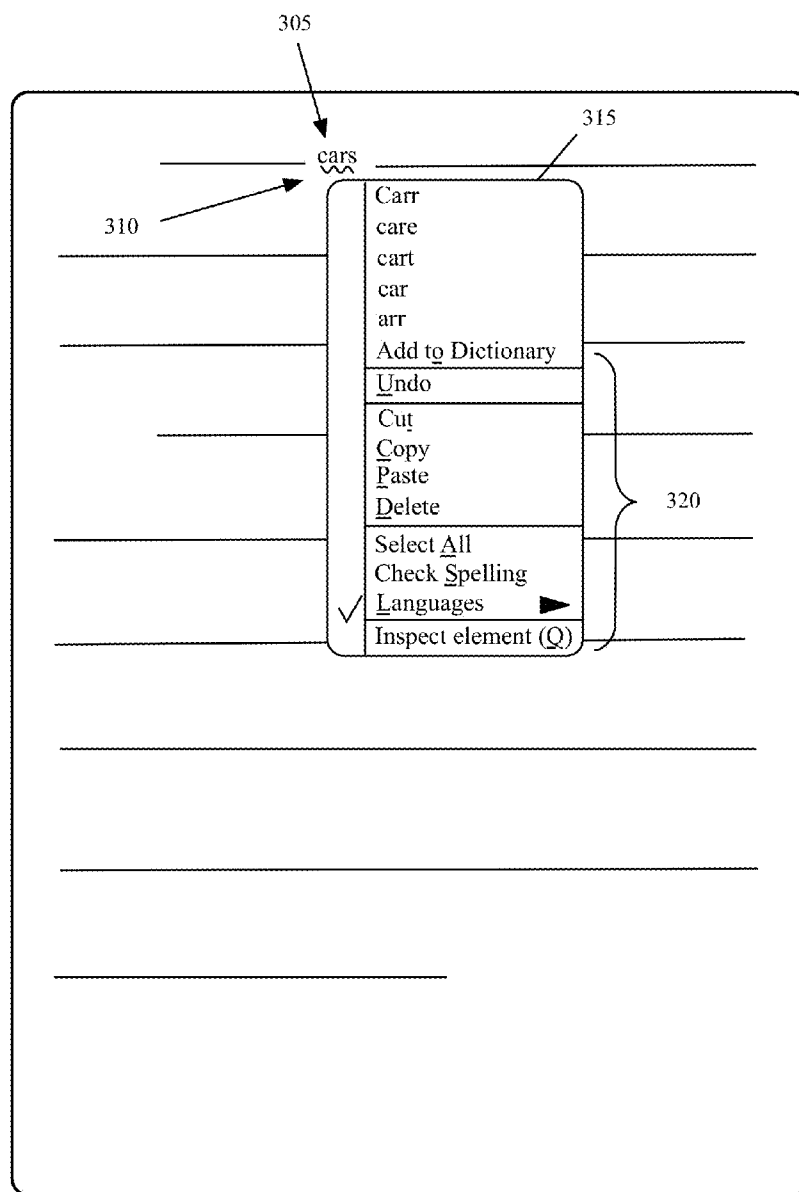 305
315
cars
310
Carr
care
cart
car
arr
Add to Dictionary
Undo
Cut
Copy
Paste
Delete
320
Select All
Check Spelling
Languages
Inspect element (Q)